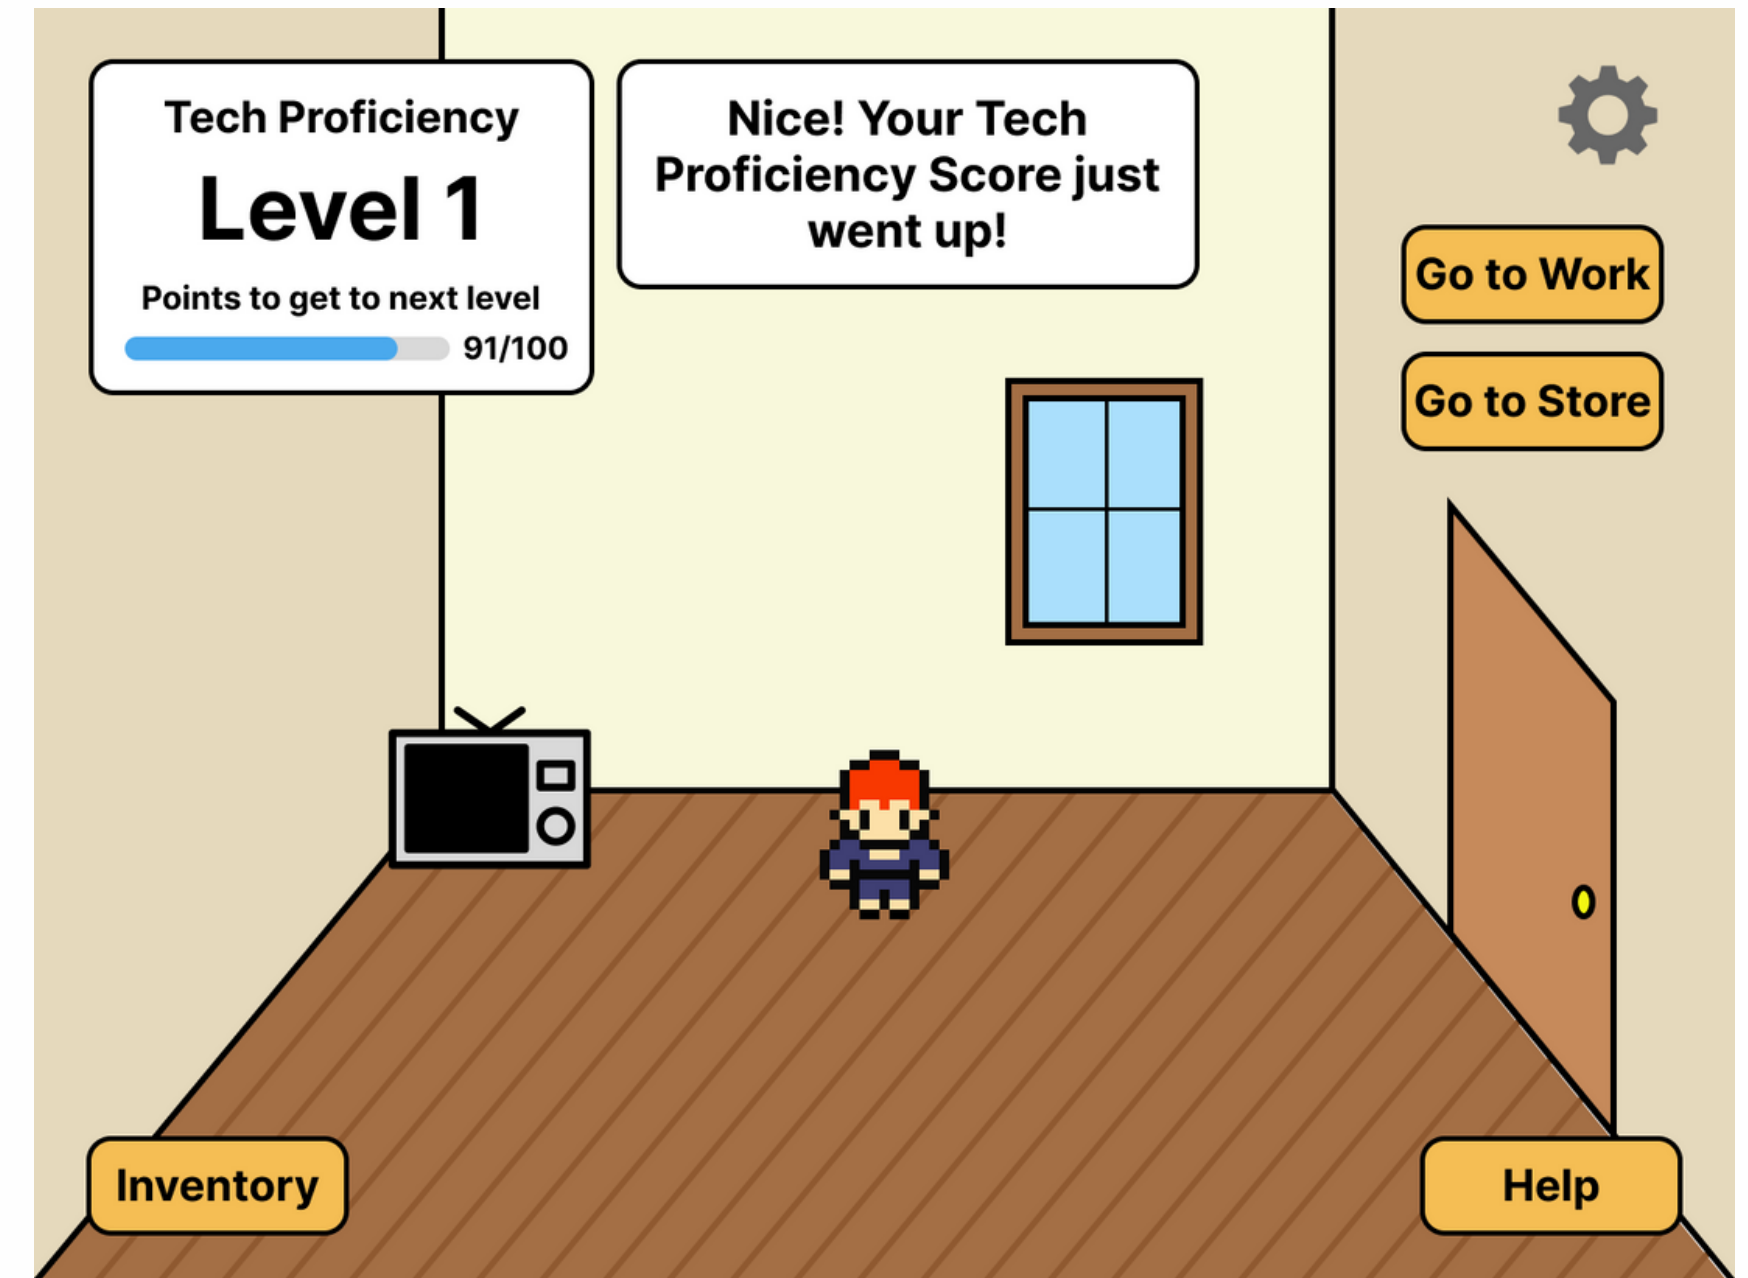 Tech Proficiency
Level 1
Points to get to next level
91/100
Nice! Your Tech
Proficiency Score just
went up!
Go to Work
Go to Store
Inventory
Help